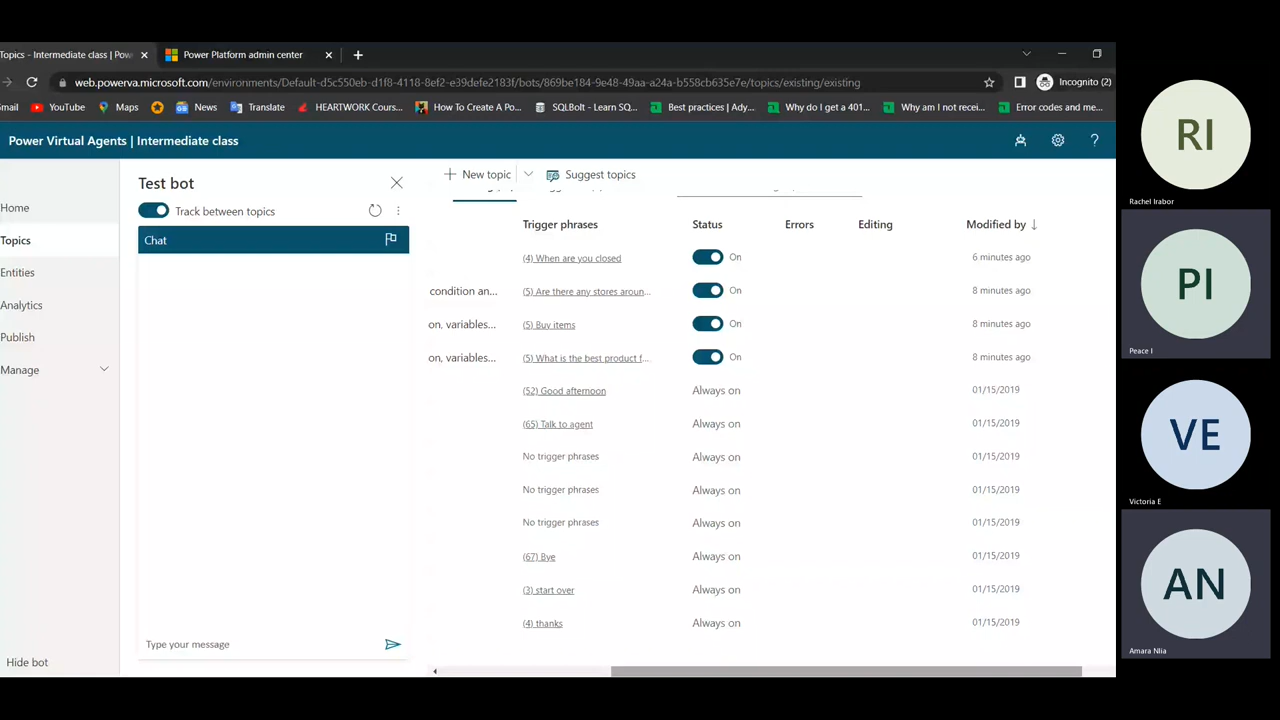 Topics - Intermediate class | Pow
Power Platform admin center
web.powerva.microsoft.com/environments/Default-d5c550eb-d1f8-4118-8ef2-e39defe2183f/bots/869be184-9e48-49aa-a24a-b558cb635e7e/topics/existing/existing
Incognito (2)
mail
YouTube
Maps
News
Translate
HEARTWORK Cours...
How To Create A Po...
SQLBolt - Learn SQ...
Best practices | Ady...
Why do I get a 401...
Why am I not recei...
Error codes and me...
Power Virtual Agents | Intermediate class
Home
Topics
Entities
Analytics
Publish
Manage
Hide bot
Test bot
Track between topics
Chat
Type your message
New topic
Suggest topics
Trigger phrases Status Errors Editing Modified by ↓
(4) When are you closed On 6 minutes ago
condition an... (5) Are there any stores aroun... On 8 minutes ago
on, variables... (5) Buy items On 8 minutes ago
on, variables... (5) What is the best product f... On 8 minutes ago
(52) Good afternoon Always on 01/15/2019
(65) Talk to agent Always on 01/15/2019
No trigger phrases Always on 01/15/2019
No trigger phrases Always on 01/15/2019
No trigger phrases Always on 01/15/2019
(67) Bye Always on 01/15/2019
(3) start over Always on 01/15/2019
(4) thanks Always on 01/15/2019
RI
Rachel Irabor
PI
Peace I
VE
Victoria E
AN
Amara Nlia